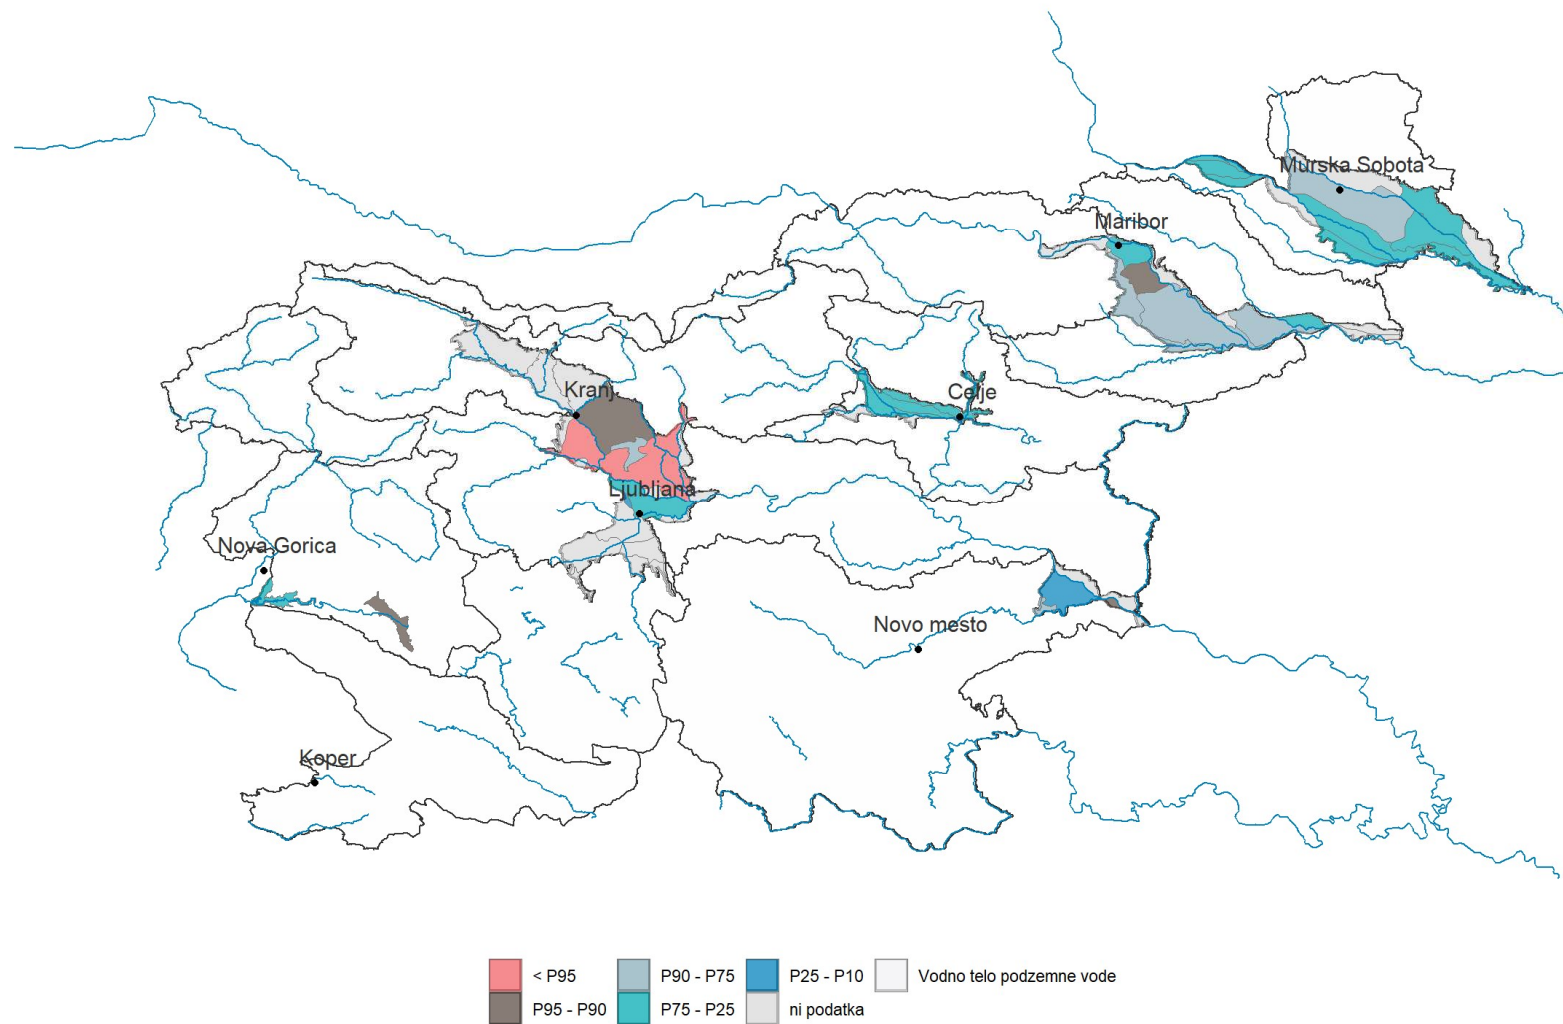 Murska Sobota
Maribor
Kranj
Celje
Ljubljana
Nova Gorica
Novo mesto
Koper
< P95
P90 - P75
P25 - P10
Vodno telo podzemne vode
P95 - P90
P75 - P25
ni podatka